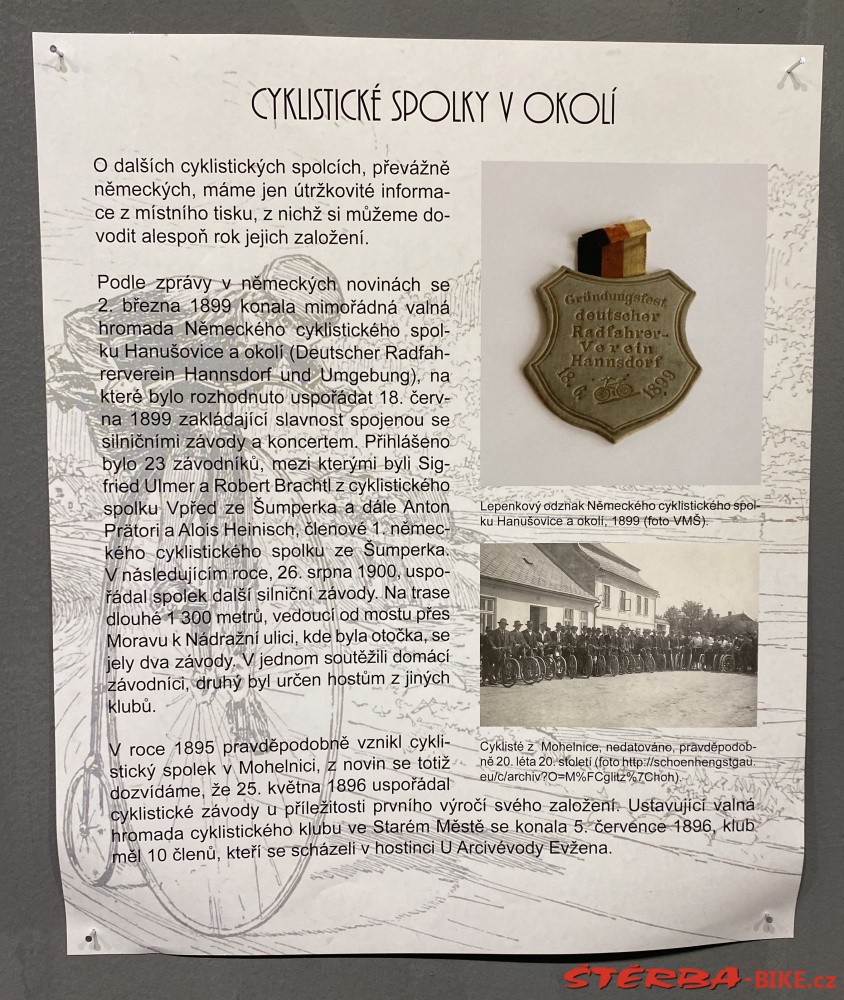 CYKLISTICKÉ SPOLKY V OKOLÍ
O dalších cyklistických spolcích, převážně
německých, máme jen útržkovité informa-
ce z místního tisku, z nichž si můžeme do-
vodit alespoň rok jejich založení.
Podle zprávy v německých novinách se
2. března 1899 konala mimořádná valná
hromada Německého cyklistického spol-
ku Hanušovice a okolí (Deutscher Radfah-
rerverein Hannsdorf und Umgebung), na
které bylo rozhodnuto uspořádat 18. červ-
na 1899 zakládající slavnost spojenou se
silničními závody a koncertem. Přihlášeno
bylo 23 závodníků, mezi kterými byli Sig-
fried Ulmer a Robert Brachtl z cyklistického
spolku Vpřed ze Šumperka a dále Anton
Prätori a Alois Heinisch, členové 1. němec-
kého cyklistického spolku ze Šumperka.
V následujícím roce, 26. srpna 1900, uspo-
řádal spolek další silniční závody. Na trase
dlouhé 1 300 metrů, vedoucí od mostu přes
Moravu k Nádražní ulici, kde byla otočka, se
jely dva závody. V jednom soutěžili domácí
závodníci, druhý byl určen hostům z jiných
klubů.
V roce 1895 pravděpodobně vznikl cykli-
stický spolek v Mohelnici, z novin se totiž
dozvídáme, že 25. května 1896 uspořádal
cyklistické závody u příležitosti prvního výročí svého založení. Ustavující valná
hromada cyklistického klubu ve Starém Městě se konala 5. července 1896, klub
měl 10 členů, kteří se scházeli v hostinci U Arcivévody Evžena.
Gründungsfest
deutscher
Radfahrer-
Verein
Hannsdorf
18. 6. 1899
Lepenkový odznak Německého cyklistického spol-
ku Hanušovice a okolí, 1899 (foto VMŠ).
Cyklisté z Mohelnice, nedatováno, pravděpodob-
ně 20. léta 20. století (foto http://schoenhengstgau.
eu/c/archiv?O=M%FCglitz%7Choh).
ŠTĚRBA-BIKE.cz